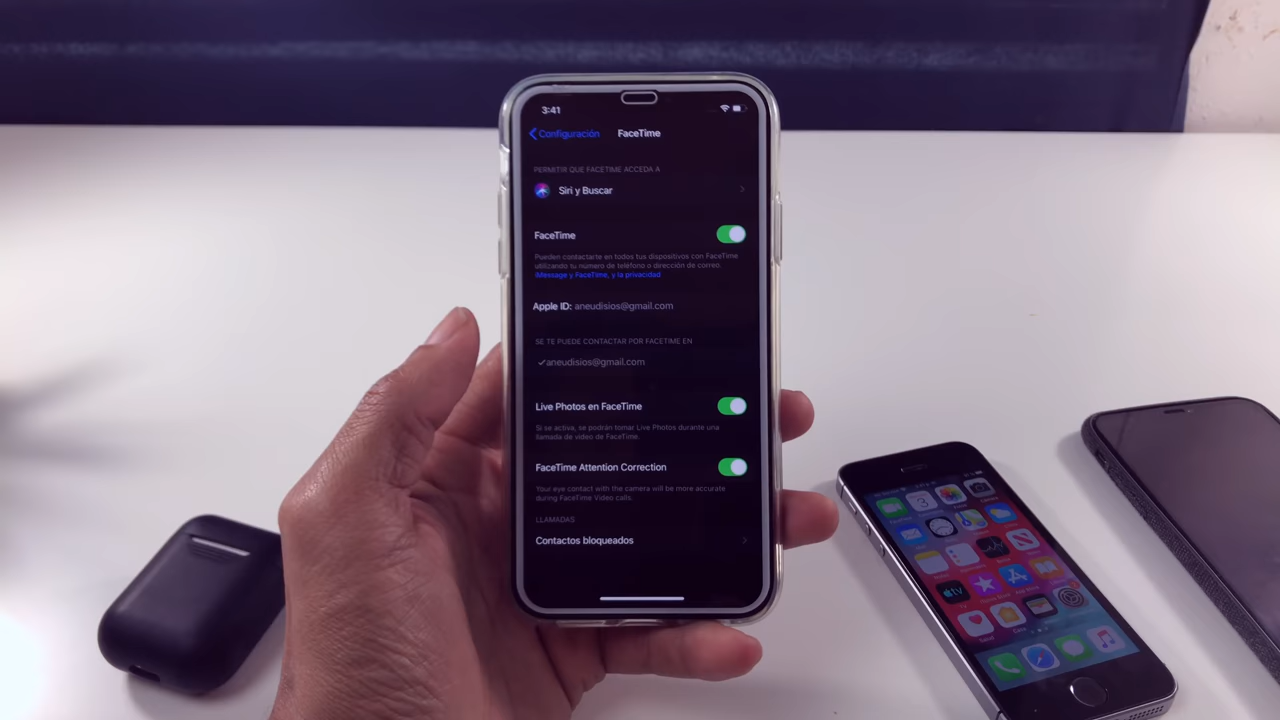 3:41
Configuración FaceTime
PERMITIR QUE FACETIME ACCEDA A
Siri y Buscar
FaceTime
Pueden contactarte en todos tus dispositivos con FaceTime
utilizando tu número de teléfono o dirección de correo.
iMessage y FaceTime, y la privacidad
Apple ID: aneudisios@gmail.com
SE TE PUEDE CONTACTAR POR FACETIME EN
✓aneudisios@gmail.com
Live Photos en FaceTime
Si se activa, se podrán tomar Live Photos durante una
llamada de video de FaceTime.
FaceTime Attention Correction
Your eye contact with the camera will be more accurate
during FaceTime Video calls.
LLAMADAS
Contactos bloqueados
3
tv